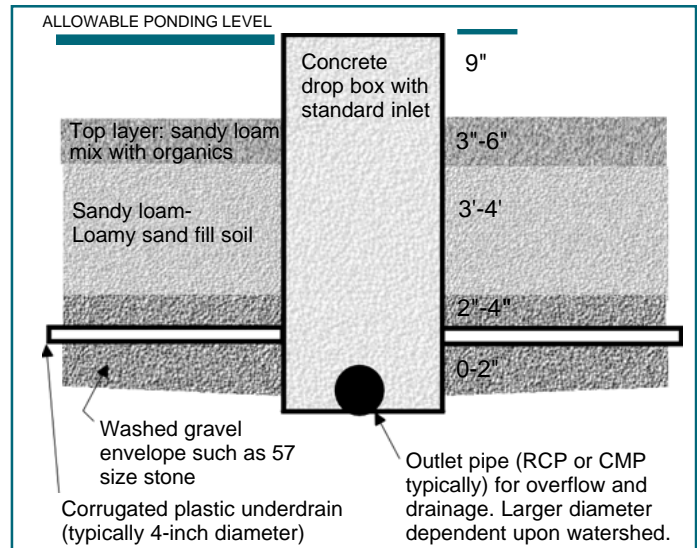 ALLOWABLE PONDING LEVEL
Concrete
drop box with
standard inlet
9"
Top layer: sandy loam
mix with organics
3"-6"
Sandy loam-
Loamy sand fill soil
3'-4'
2"-4"
0-2"
Washed gravel
envelope such as 57
size stone
Corrugated plastic underdrain
(typically 4-inch diameter)
Outlet pipe (RCP or CMP
typically) for overflow and
drainage. Larger diameter
dependent upon watershed.